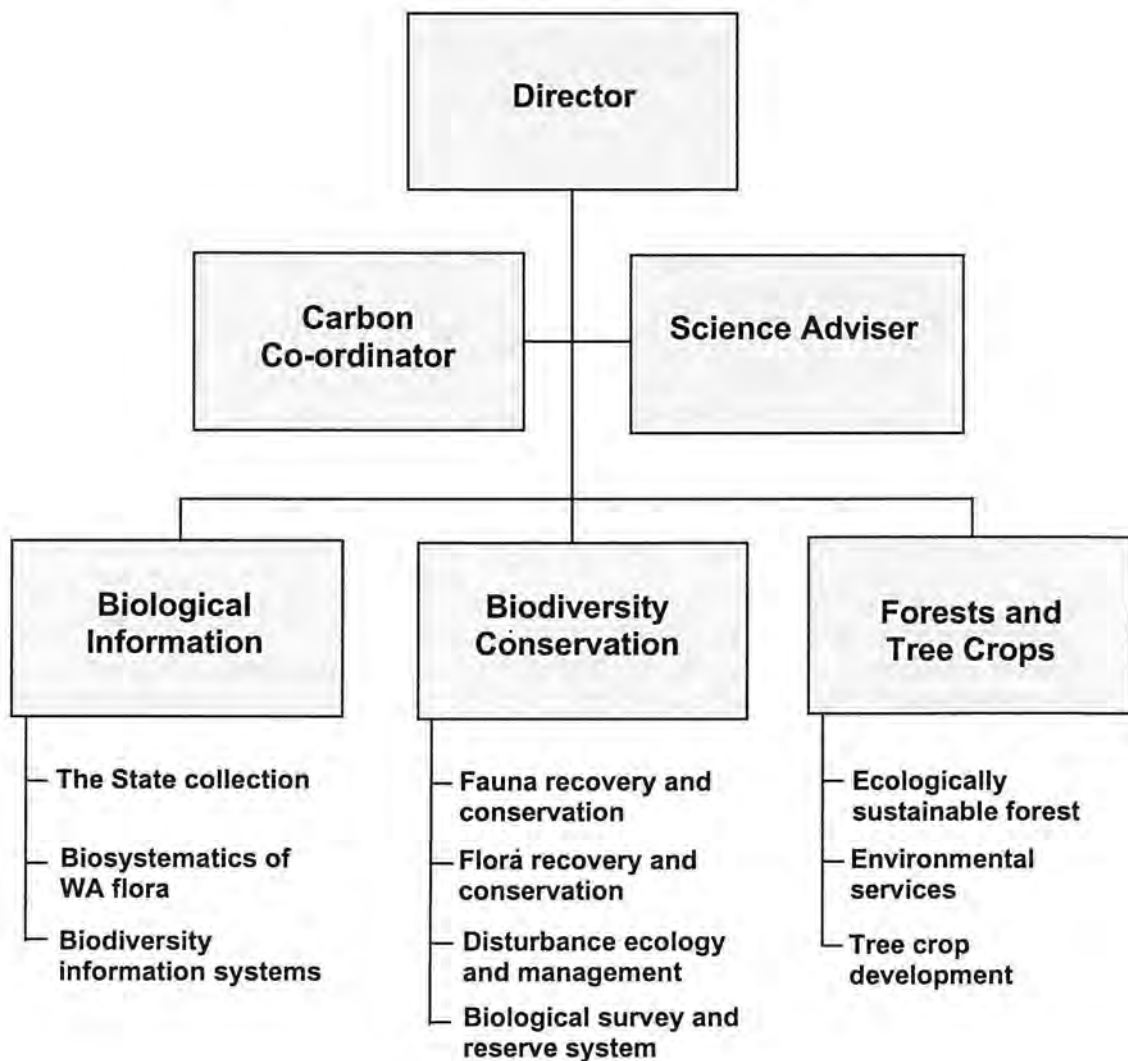 Director
Carbon
Co-ordinator
Science Adviser
Biological
Information
Biodiversity
Conservation
Forests and
Tree Crops
The State collection
Biosystematics of
WA flora
Biodiversity
information systems
Fauna recovery and
conservation
Florá recovery and
conservation
Disturbance ecology
and management
Biological survey and
reserve system
Ecologically
sustainable forest
Environmental
services
Tree crop
development